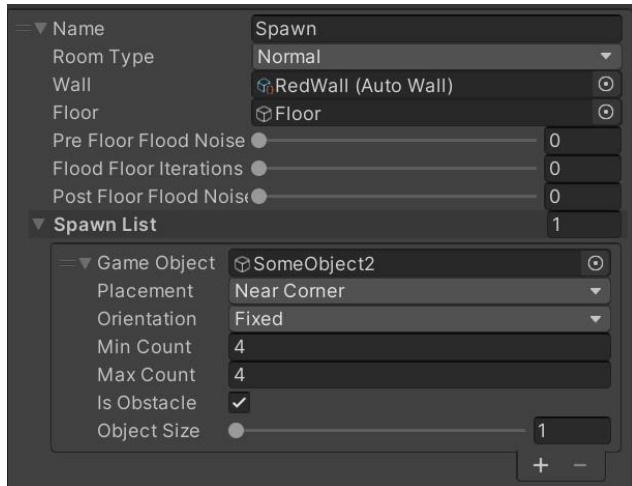 Name Spawn
Room Type Normal
Wall RedWall (Auto Wall)
Floor Floor
Pre Floor Flood Noise 0
Flood Floor Iterations 0
Post Floor Flood Nois 0
Spawn List 1
Game Object SomeObject2
Placement Near Corner
Orientation Fixed
Min Count 4
Max Count 4
Is Obstacle
Object Size 1
+ −